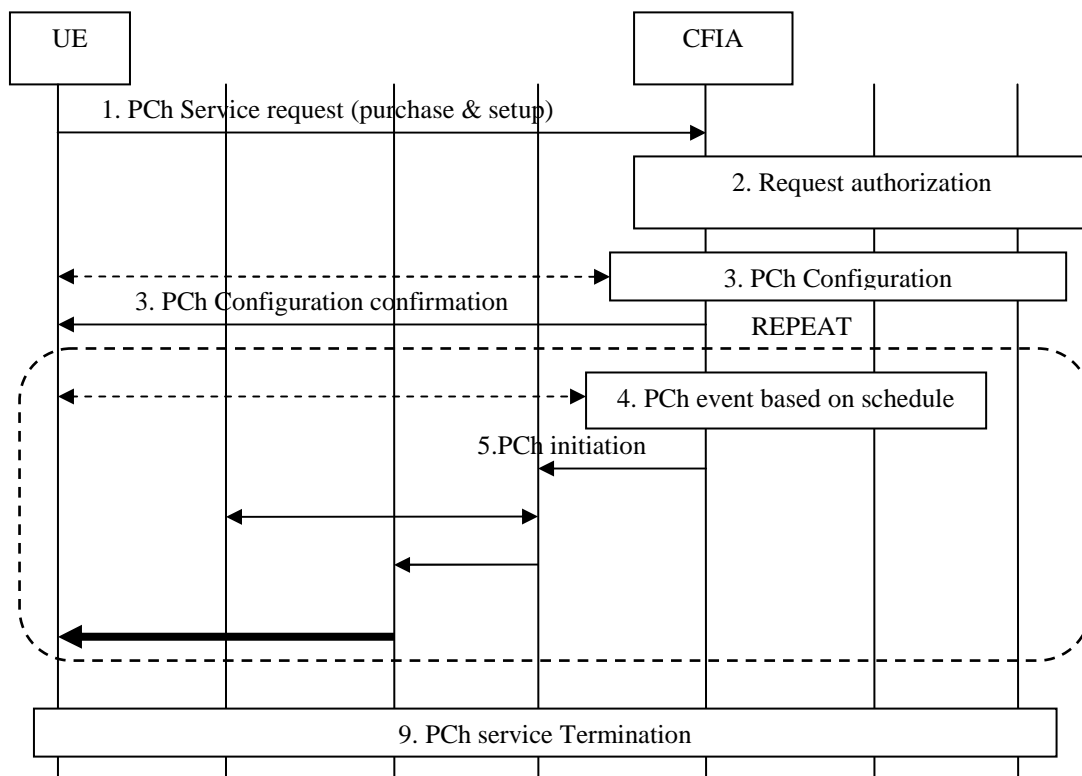 UE
CFIA
1. PCh Service request (purchase & setup)
2. Request authorization
3. PCh Configuration
3. PCh Configuration confirmation
REPEAT
4. PCh event based on schedule
5.PCh initiation
9. PCh service Termination